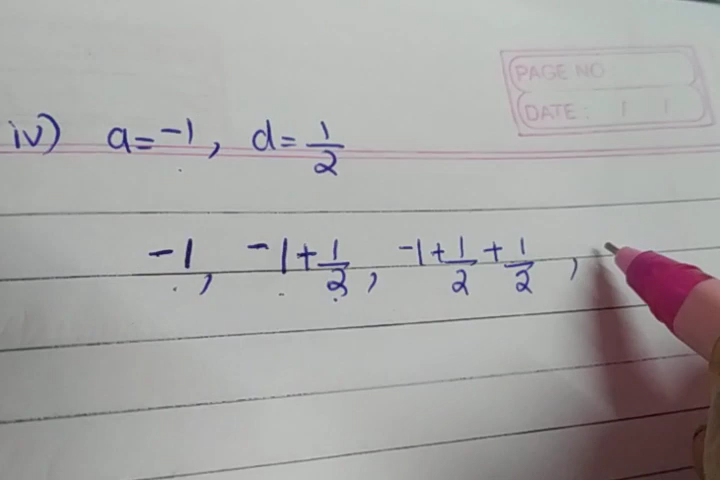 PAGE NO
DATE : / /
iv) a=-1, d=1/2
-1, -1+1/2, -1+1/2+1/2,